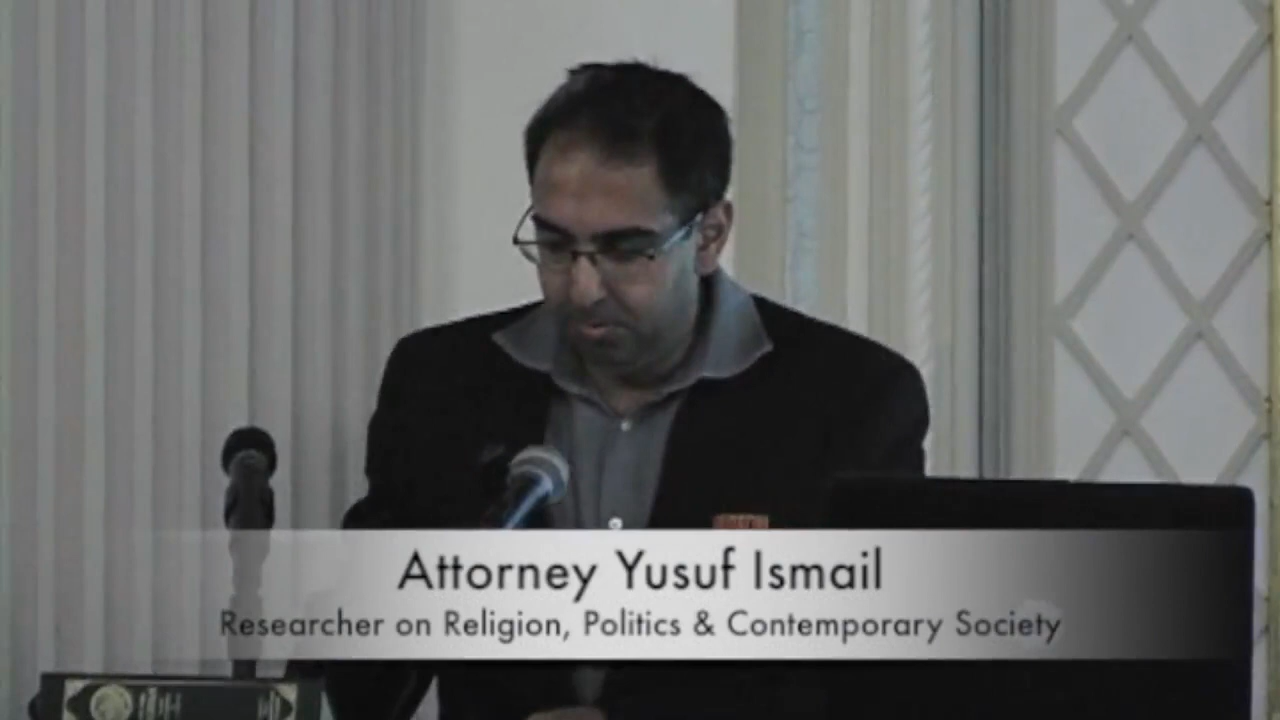 Attorney Yusuf Ismail
Researcher on Religion, Politics & Contemporary Society